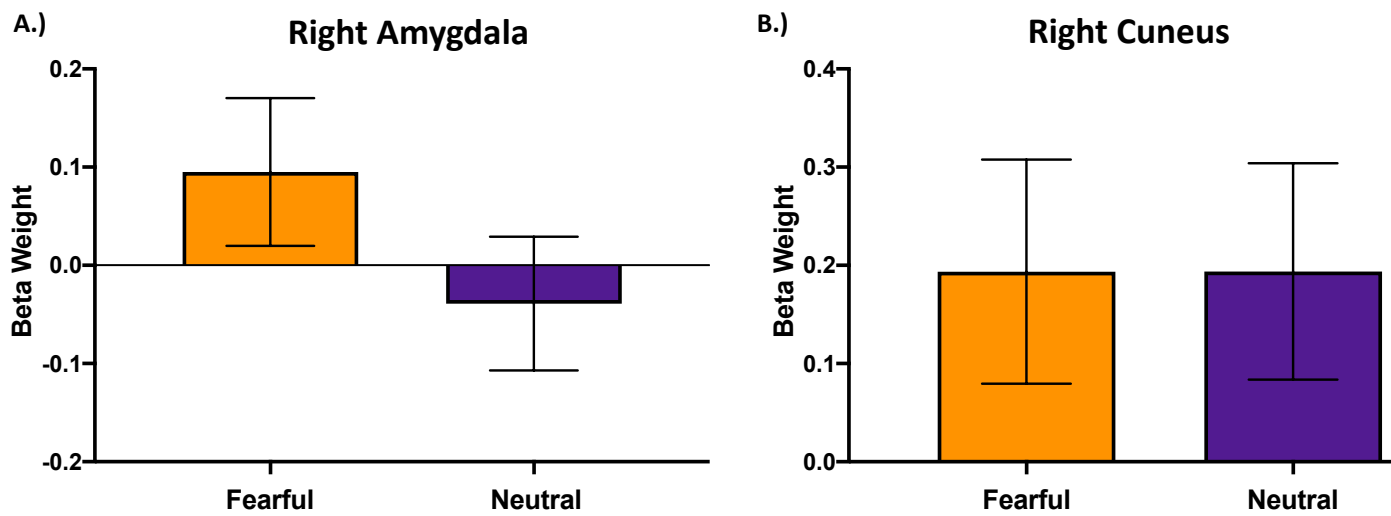 A.)
Right Amygdala
Beta Weight
0.2
0.1
0.0
-0.1
-0.2
Fearful
Neutral
B.)
Right Cuneus
Beta Weight
0.4
0.3
0.2
0.1
0.0
Fearful
Neutral